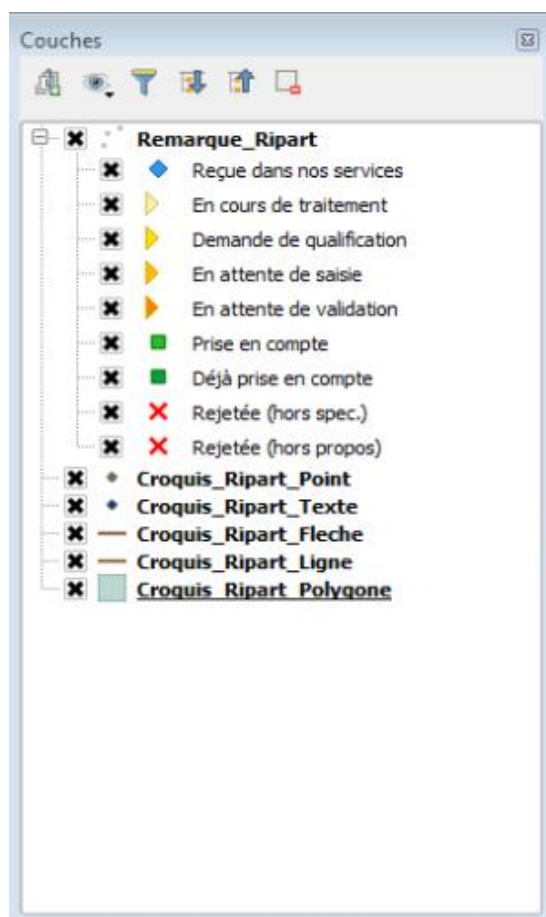 Couches
Remarque_Ripart
Reçue dans nos services
En cours de traitement
Demande de qualification
En attente de saisie
En attente de validation
Prise en compte
Déjà prise en compte
Rejetée (hors spec.)
Rejetée (hors propos)
Croquis_Ripart_Point
Croquis_Ripart_Texte
Croquis_Ripart_Fleche
Croquis_Ripart_Ligne
Croquis_Ripart_Polygone